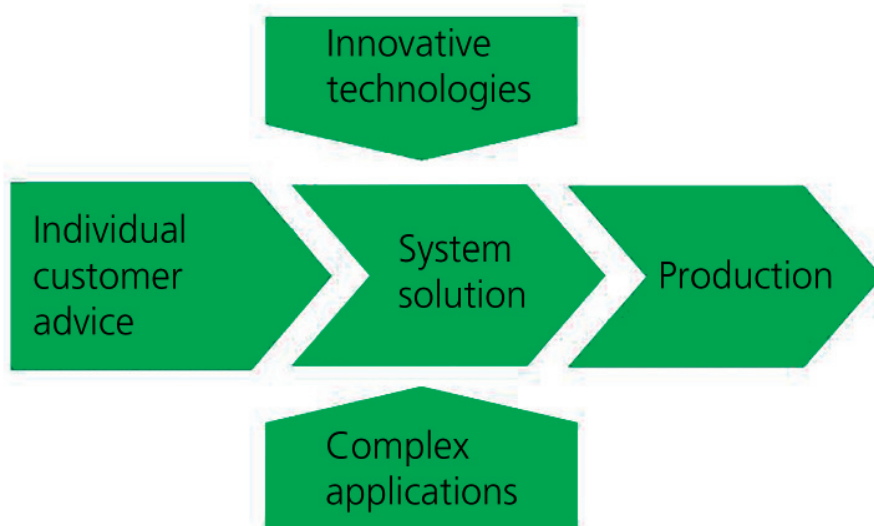 Innovative
technologies
Individual
customer
advice
System
solution
Production
Complex
applications